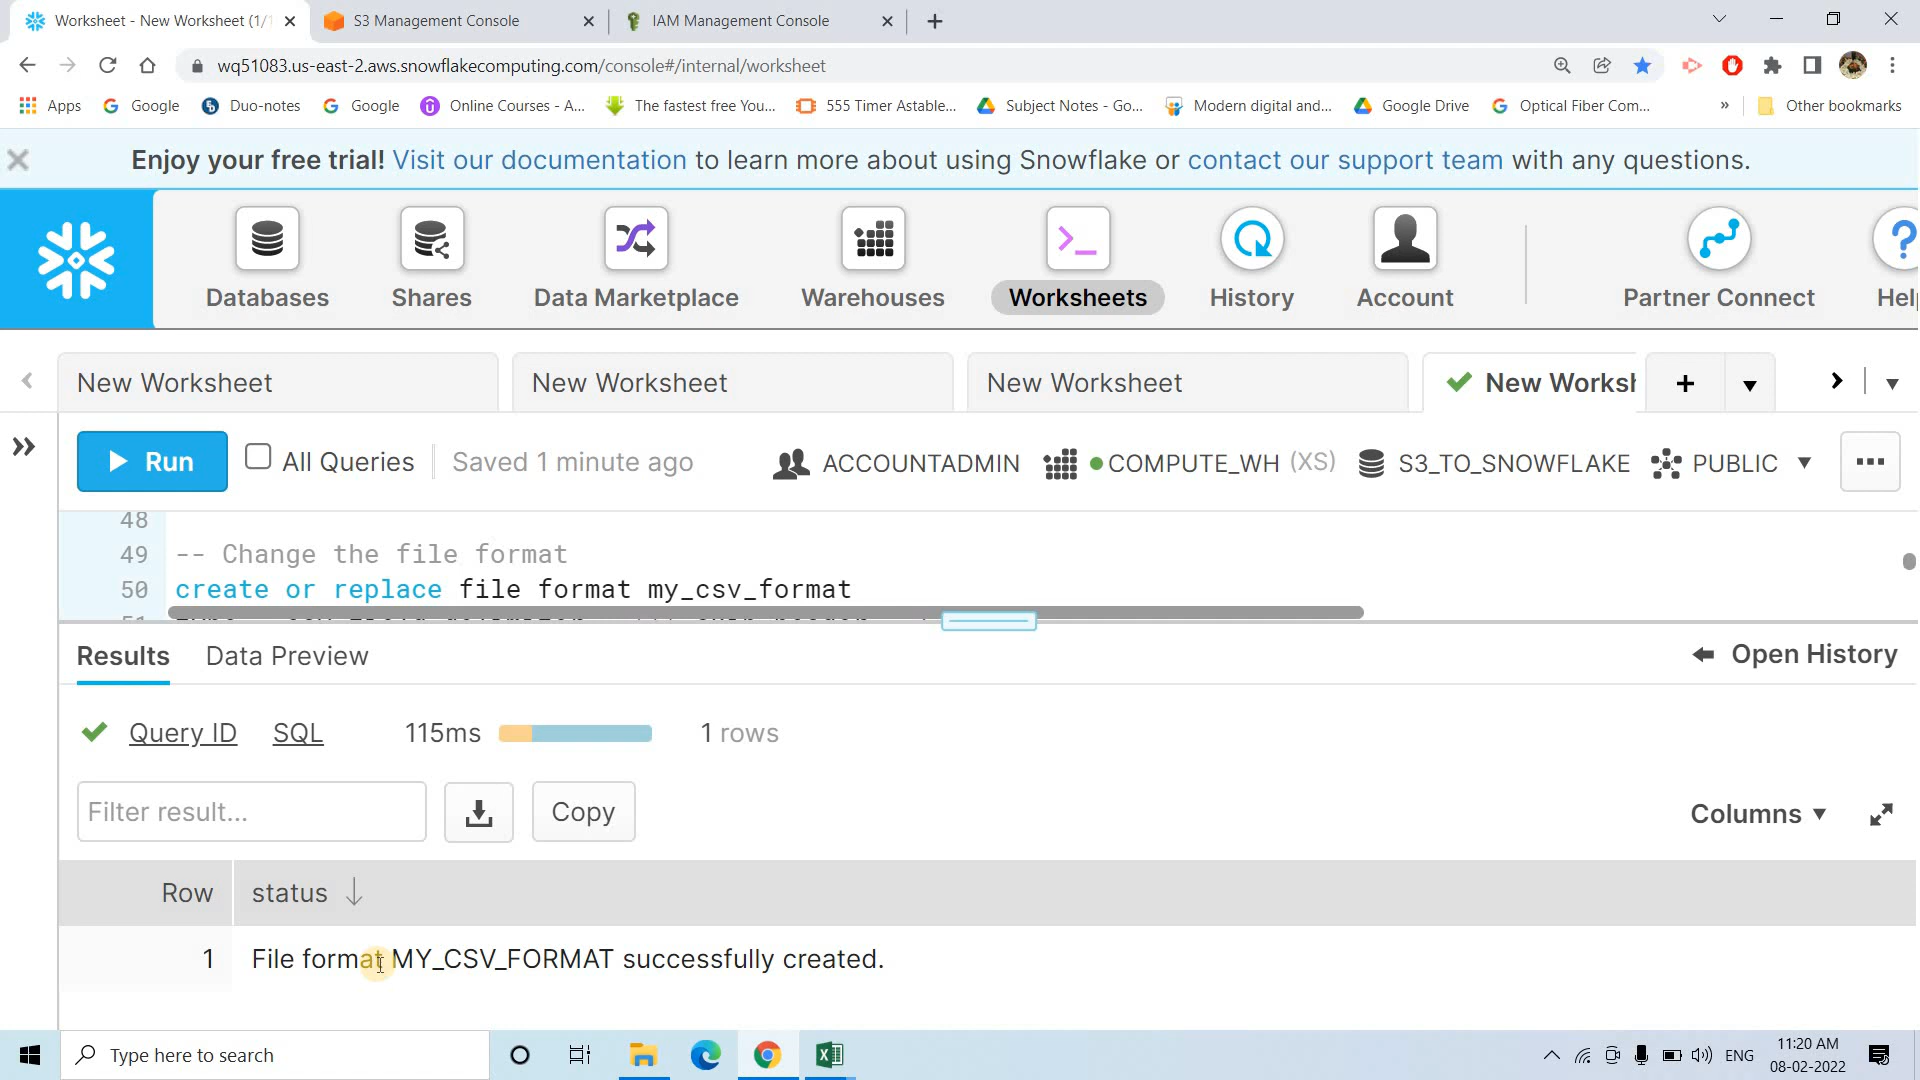 Worksheet - New Worksheet (1/1
S3 Management Console
IAM Management Console
wq51083.us-east-2.aws.snowflakecomputing.com/console#/internal/worksheet
Apps Google Duo-notes Google Online Courses - A... The fastest free You... 555 Timer Astable... Subject Notes - Go... Modern digital and... Google Drive Optical Fiber Com... » Other bookmarks
Enjoy your free trial! Visit our documentation to learn more about using Snowflake or contact our support team with any questions.
Databases Shares Data Marketplace Warehouses Worksheets History Account Partner Connect Help
New Worksheet New Worksheet New Worksheet New Worksh
Run All Queries Saved 1 minute ago ACCOUNTADMIN COMPUTE_WH (XS) S3_TO_SNOWFLAKE PUBLIC
48
49 -- Change the file format
50 create or replace file format my_csv_format
Results Data Preview Open History
Query ID SQL 115ms 1 rows
Filter result... Copy Columns
Row status
1 File format MY_CSV_FORMAT successfully created.
Type here to search
ENG
11:20 AM
08-02-2022